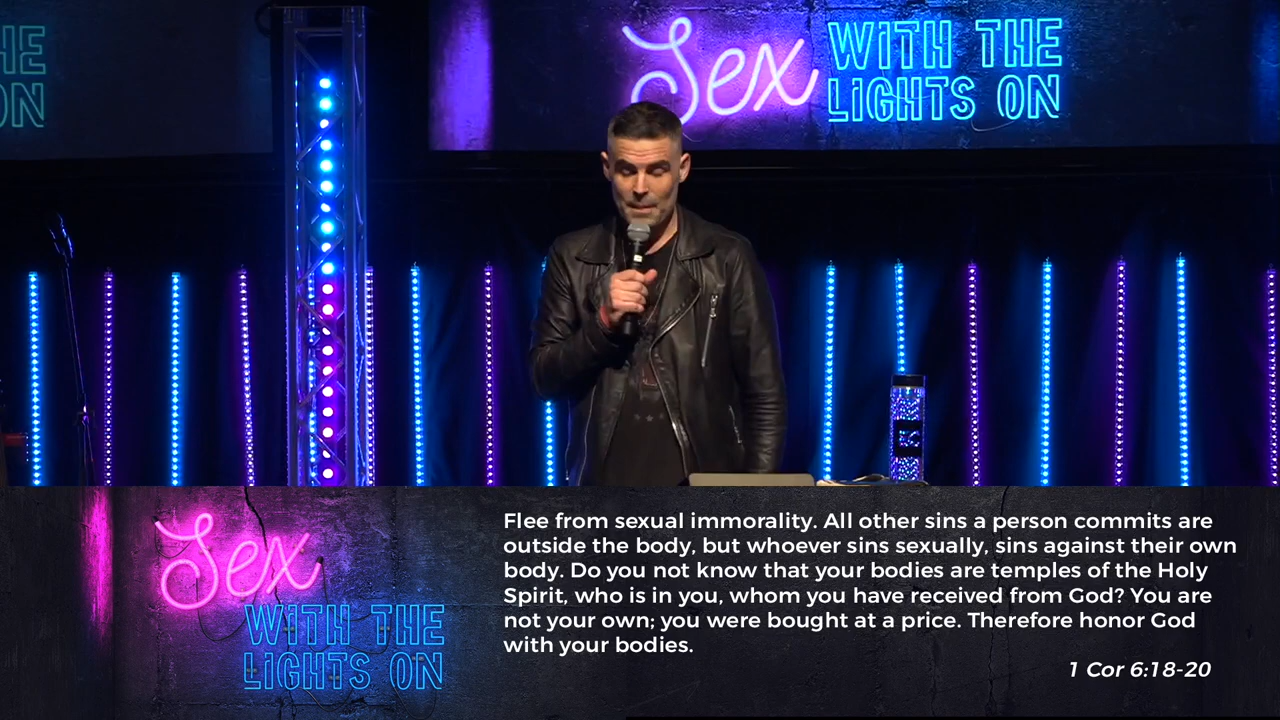 HE
ON
Sex WITH THE
LIGHTS ON
Sex
WITH THE
LIGHTS ON
Flee from sexual immorality. All other sins a person commits are
outside the body, but whoever sins sexually, sins against their own
body. Do you not know that your bodies are temples of the Holy
Spirit, who is in you, whom you have received from God? You are
not your own; you were bought at a price. Therefore honor God
with your bodies.
1 Cor 6:18-20